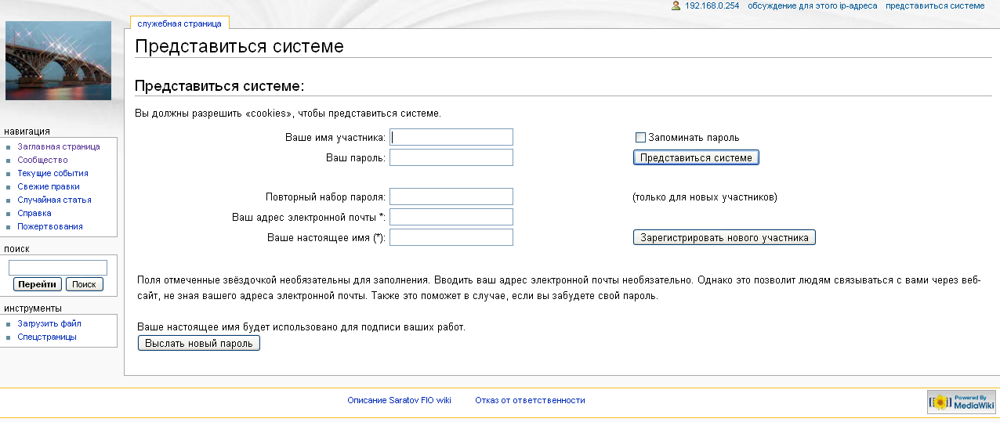 192.168.0.254 обсуждение для этого ip-адреса представиться системе
служебная страница
Представиться системе
Представиться системе:
Вы должны разрешить «cookies», чтобы представиться системе.
Ваше имя участника: Запоминать пароль
Ваш пароль: Представиться системе
Повторный набор пароля: (только для новых участников)
Ваш адрес электронной почты *:
Ваше настоящее имя (*): Зарегистрировать нового участника
Поля отмеченные звёздочкой необязательны для заполнения. Вводить ваш адрес электронной почты необязательно. Однако это позволит людям связываться с вами через веб-
сайт, не зная вашего адреса электронной почты. Также это поможет в случае, если вы забудете свой пароль.
Ваше настоящее имя будет использовано для подписи ваших работ.
Выслать новый пароль
навигация
Заглавная страница
Сообщество
Текущие события
Свежие правки
Случайная статья
Справка
Пожертвования
поиск
Перейти Поиск
инструменты
Загрузить файл
Спецстраницы
Описание Saratov FIO wiki Отказ от ответственности
Powered By
MediaWiki